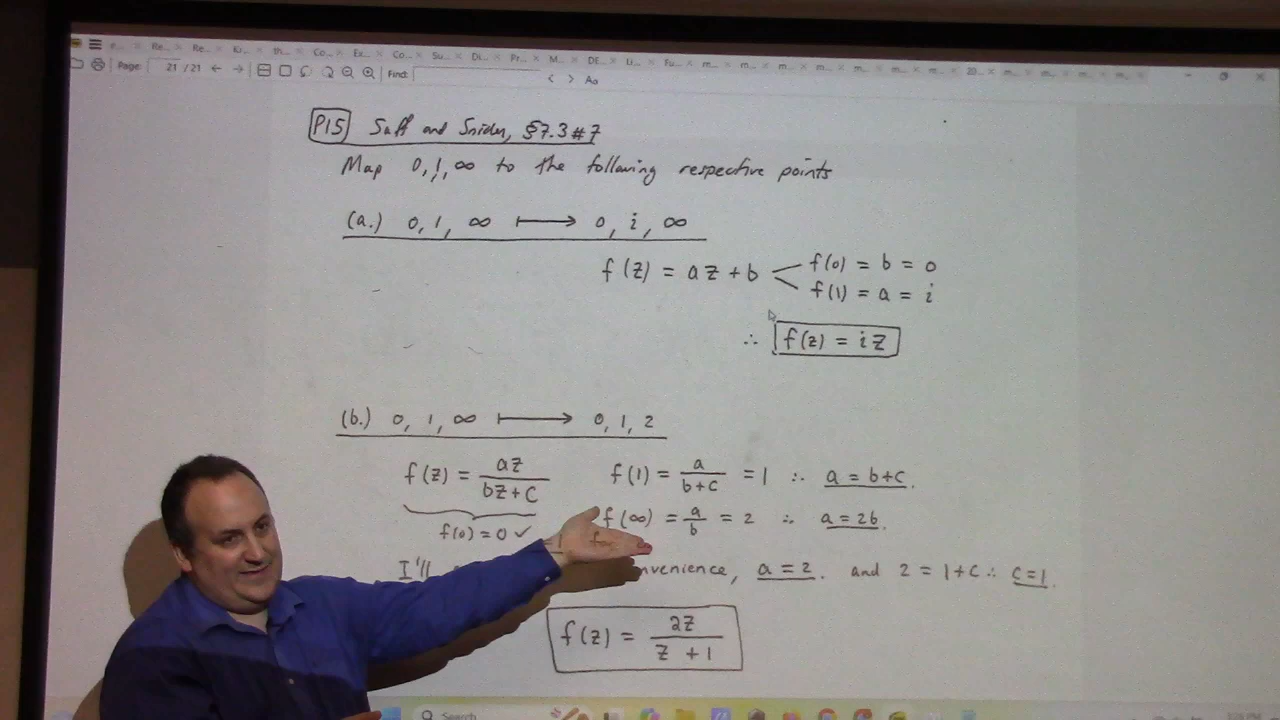 Page: 21 / 21 Find:
P15 Saff and Snider, §7.3 #7
Map 0, 1, ∞ to the following respective points
(a.) 0, 1, ∞ ⟼ 0, i, ∞
f(z) = az + b < f(0) = b = 0
f(1) = a = i
∴ f(z) = iz
(b.) 0, 1, ∞ ⟼ 0, 1, 2
f(z) = az/(bz+c) f(1) = a/(b+c) = 1 ∴ a = b+c.
f(0) = 0 ✓ f(∞) = a/b = 2 ∴ a = 2b.
I'll nvenience, a = 2. and 2 = 1+c ∴ c = 1.
f(z) = 2z/(z + 1)
Search